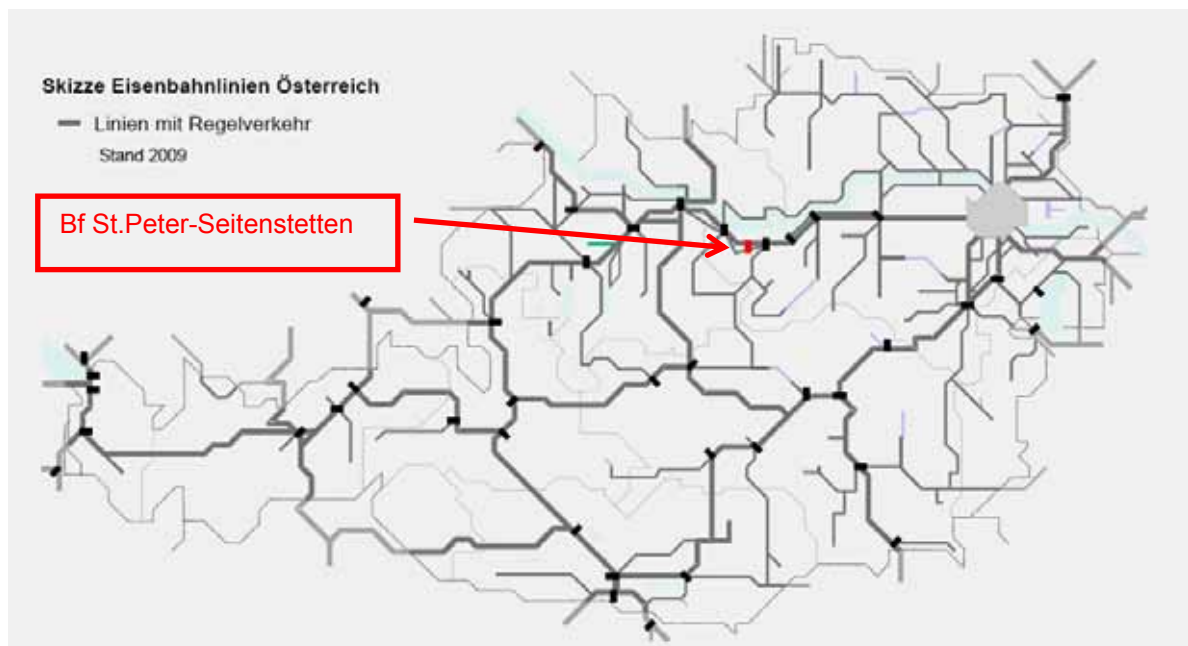 Skizze Eisenbahnlinien Österreich
Linien mit Regelverkehr
Stand 2009
Bf St.Peter-Seitenstetten